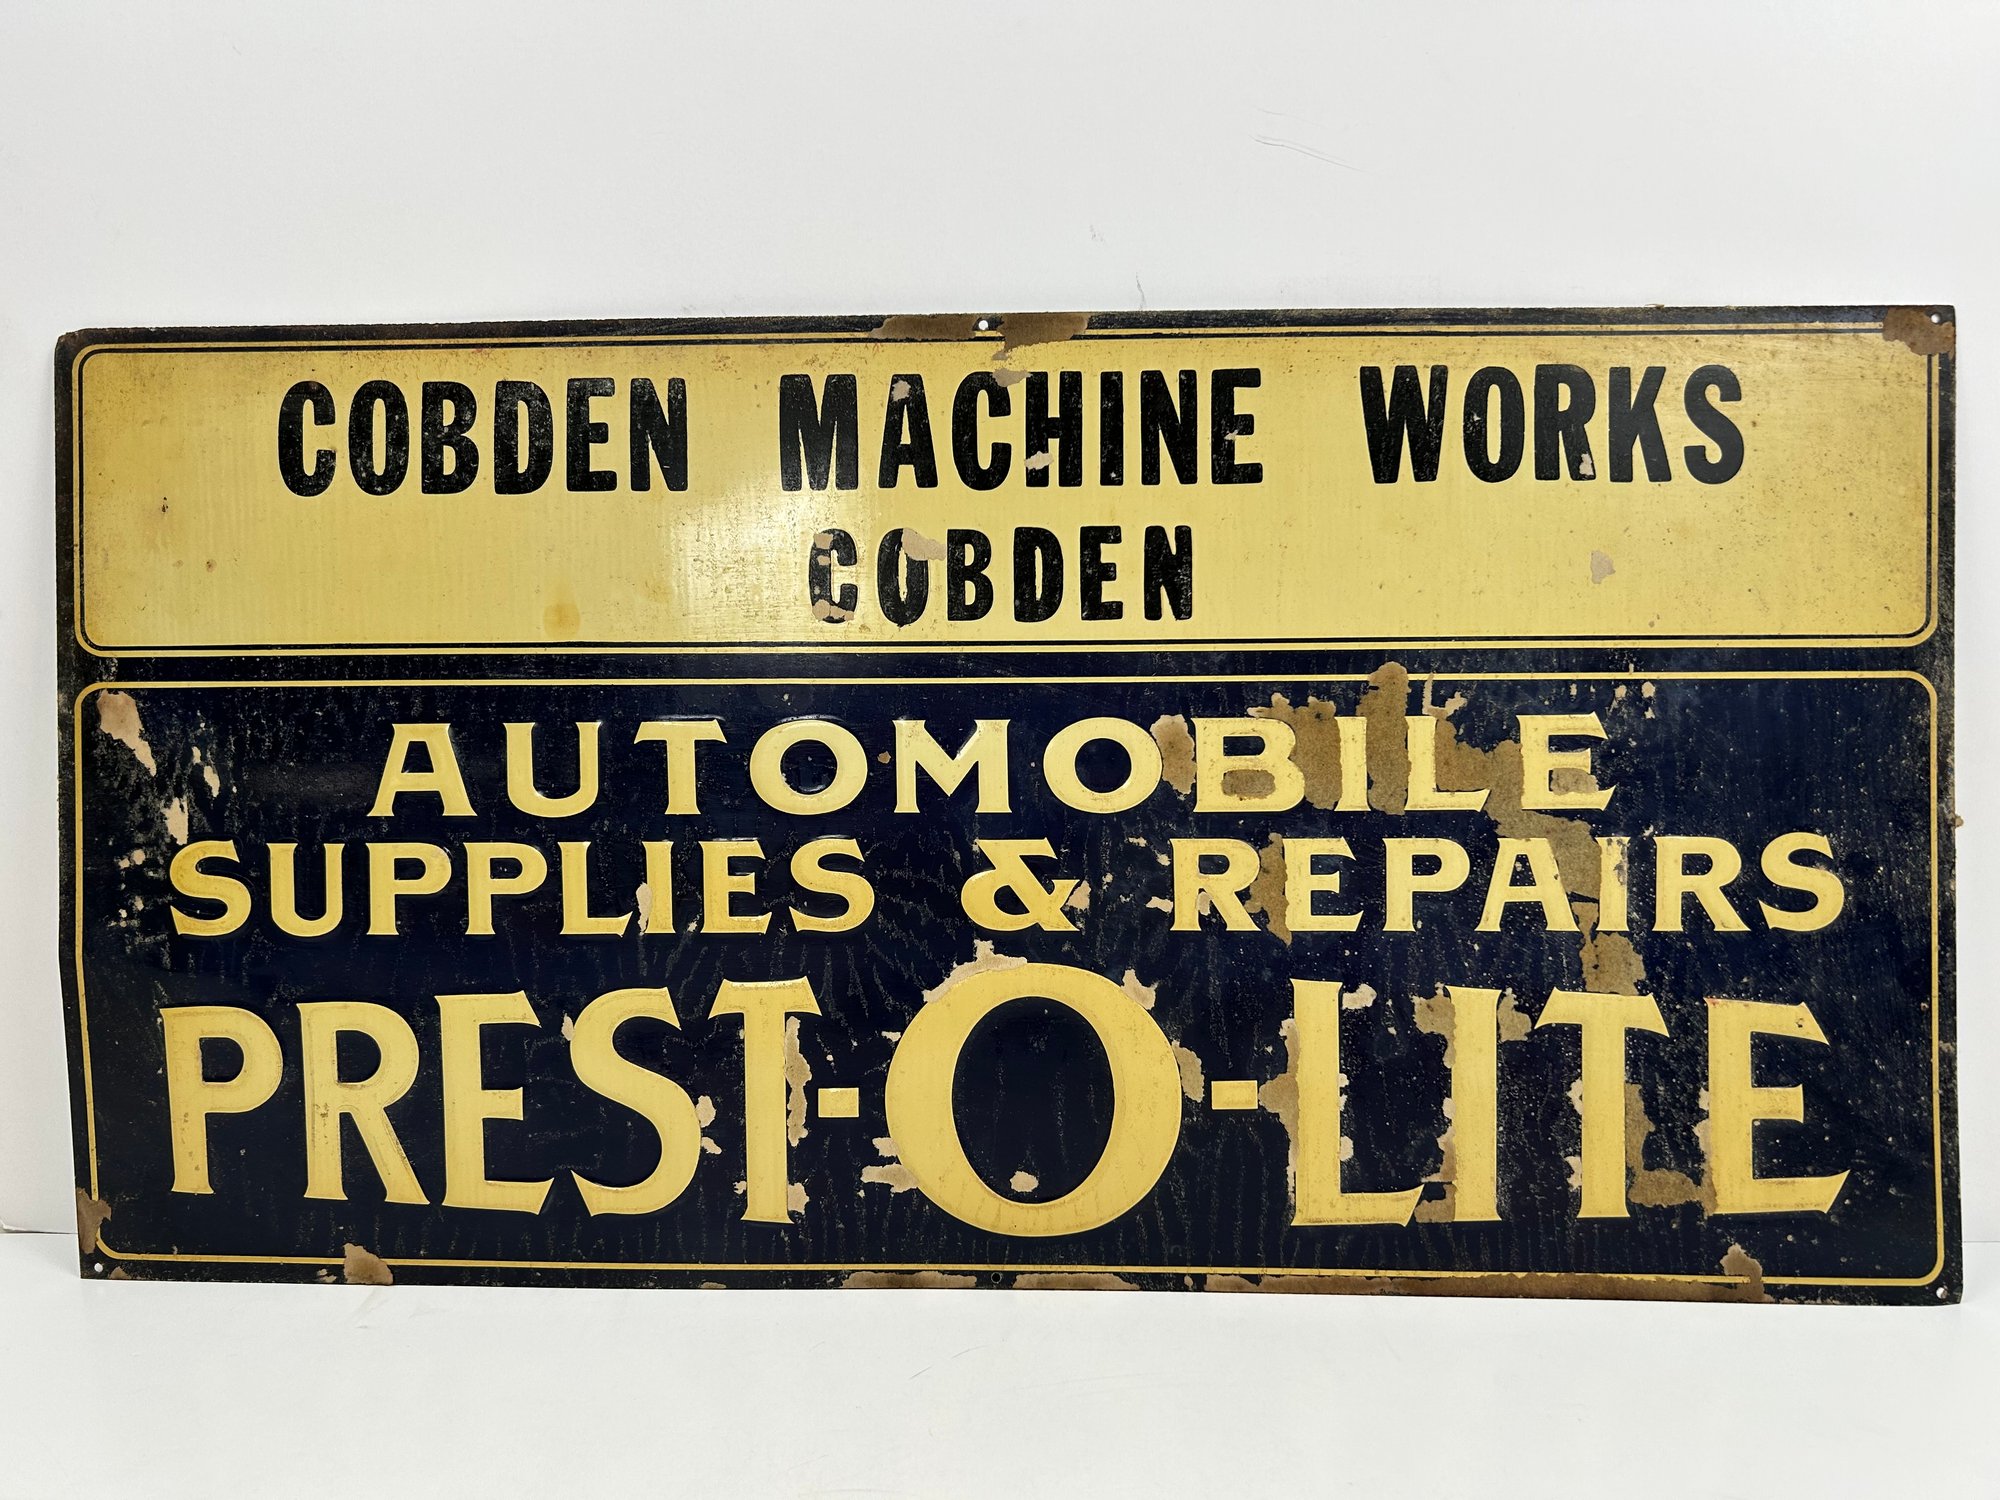 COBDEN MACHINE WORKS
COBDEN
AUTOMOBILE
SUPPLIES & REPAIRS
PREST-O-LITE